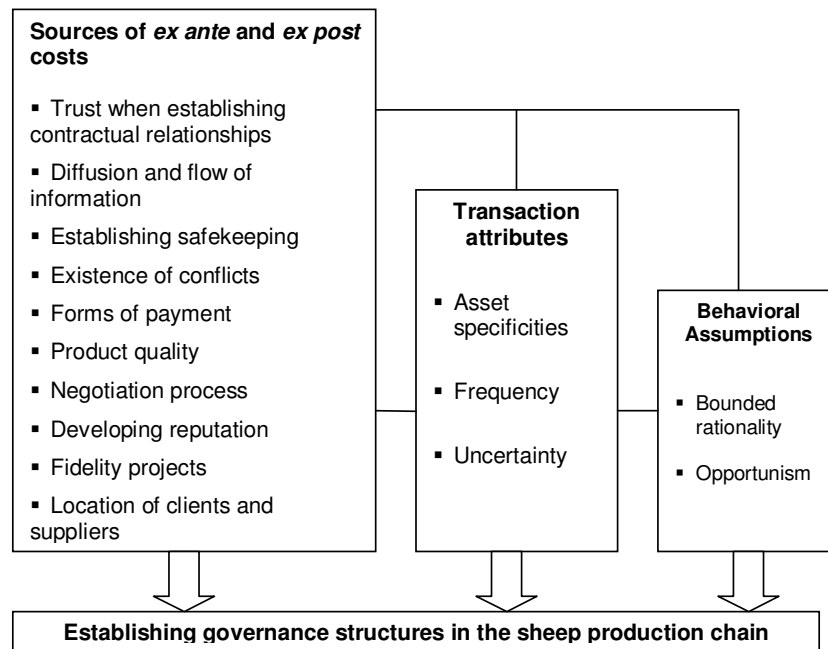 Sources of ex ante and ex post
costs
▪ Trust when establishing
contractual relationships
▪ Diffusion and flow of
information
▪ Establishing safekeeping
▪ Existence of conflicts
▪ Forms of payment
▪ Product quality
▪ Negotiation process
▪ Developing reputation
▪ Fidelity projects
▪ Location of clients and
suppliers
Transaction
attributes
▪ Asset
specificities
▪ Frequency
▪ Uncertainty
Behavioral
Assumptions
▪ Bounded
rationality
▪ Opportunism
Establishing governance structures in the sheep production chain